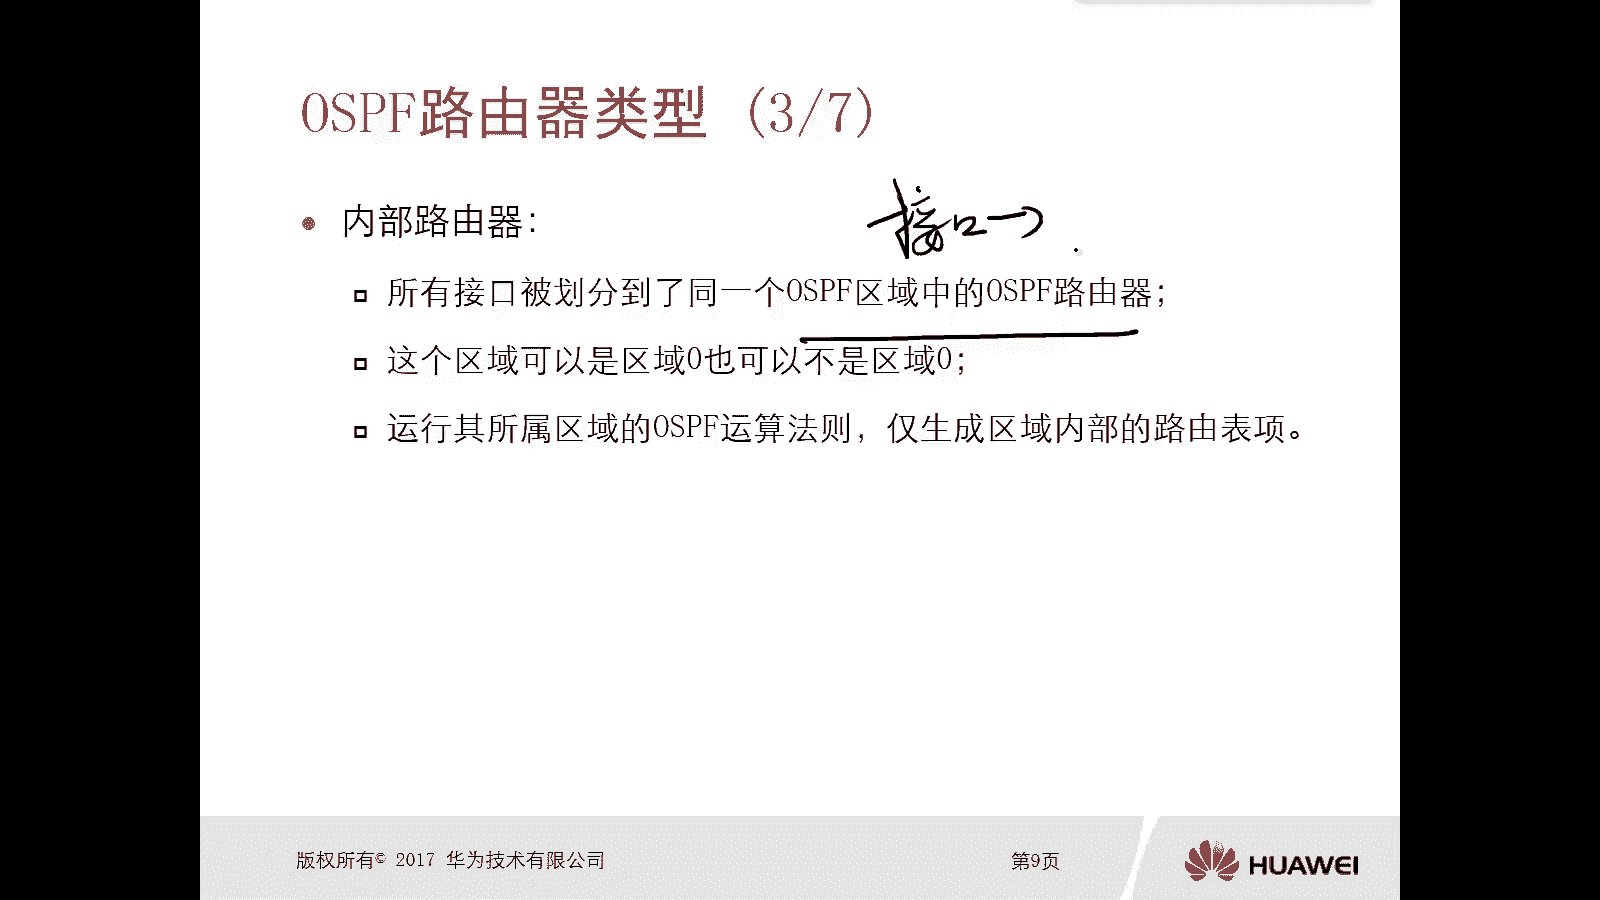 OSPF路由器类型 (3/7)
内部路由器：
接口一
所有接口被划分到了同一个OSPF区域中的OSPF路由器；
这个区域可以是区域0也可以不是区域0；
运行其所属区域的OSPF运算法则，仅生成区域内部的路由表项。
版权所有© 2017 华为技术有限公司
第9页
HUAWEI